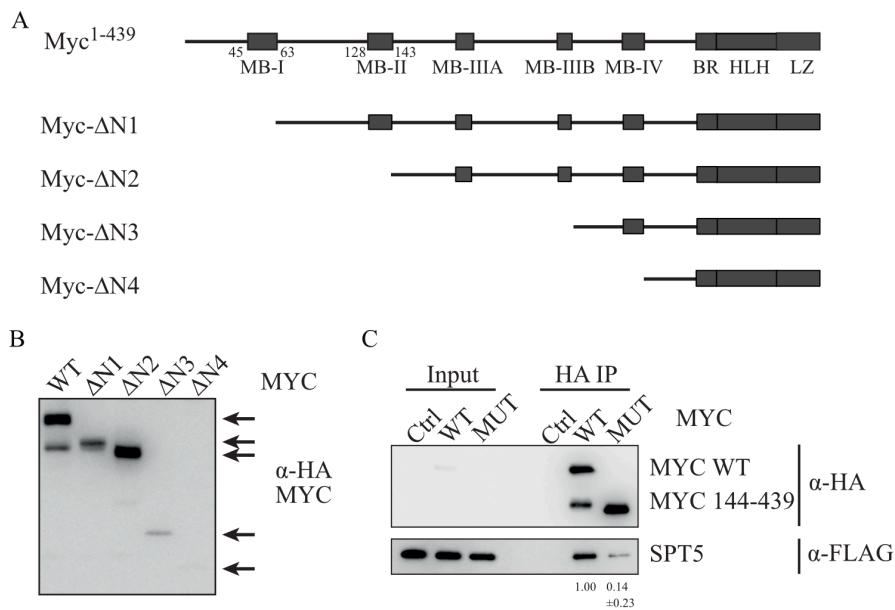 A
Myc1-439
45 63 128 143
MB-I MB-II MB-IIIA MB-IIIB MB-IV BR HLH LZ
Myc-ΔN1
Myc-ΔN2
Myc-ΔN3
Myc-ΔN4
B
WT ΔN1 ΔN2 ΔN3 ΔN4 MYC
α-HA
MYC
C
Input HA IP
Ctrl WT MUT Ctrl WT MUT MYC
MYC WT
MYC 144-439
α-HA
SPT5 α-FLAG
1.00 0.14
±0.23